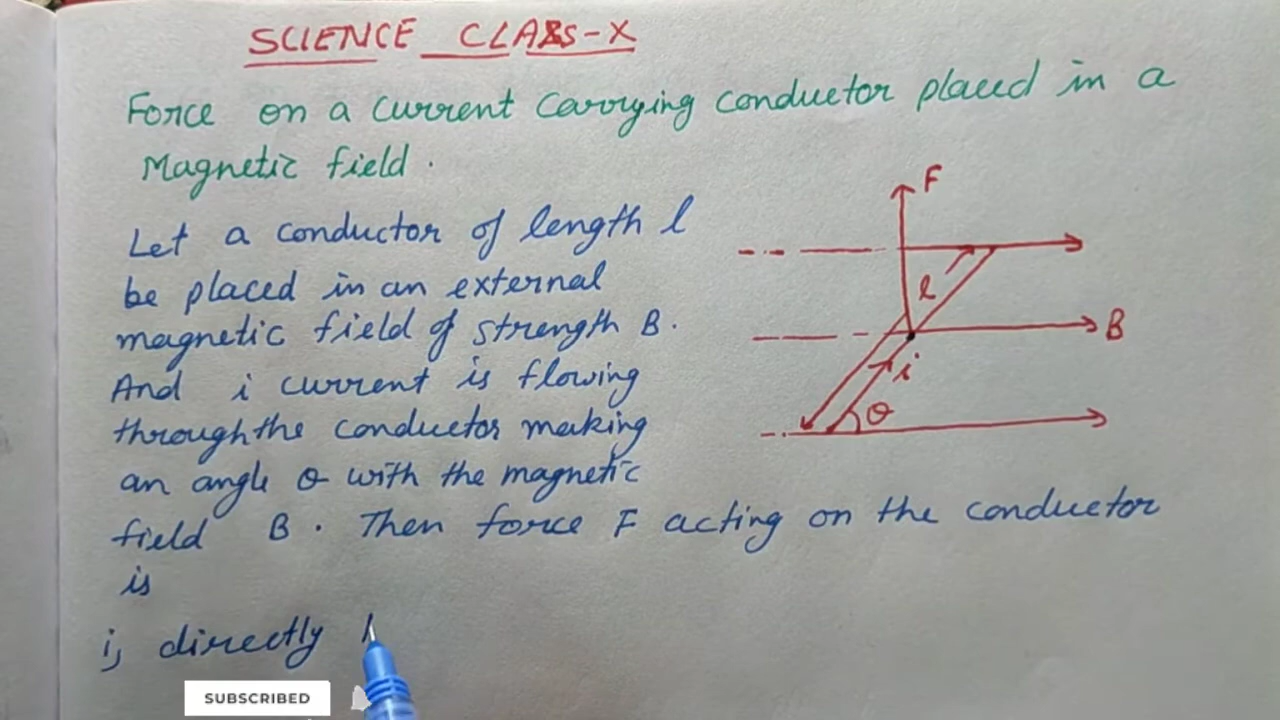 SCIENCE CLASS-X
Force on a current carrying conductor placed in a
Magnetic field.
Let a conductor of length l
be placed in an external
magnetic field of strength B.
And i current is flowing
through the conductor making
an angle θ with the magnetic
field B. Then force F acting on the conductor
is
i, directly
F
l
B
i
θ
SUBSCRIBED